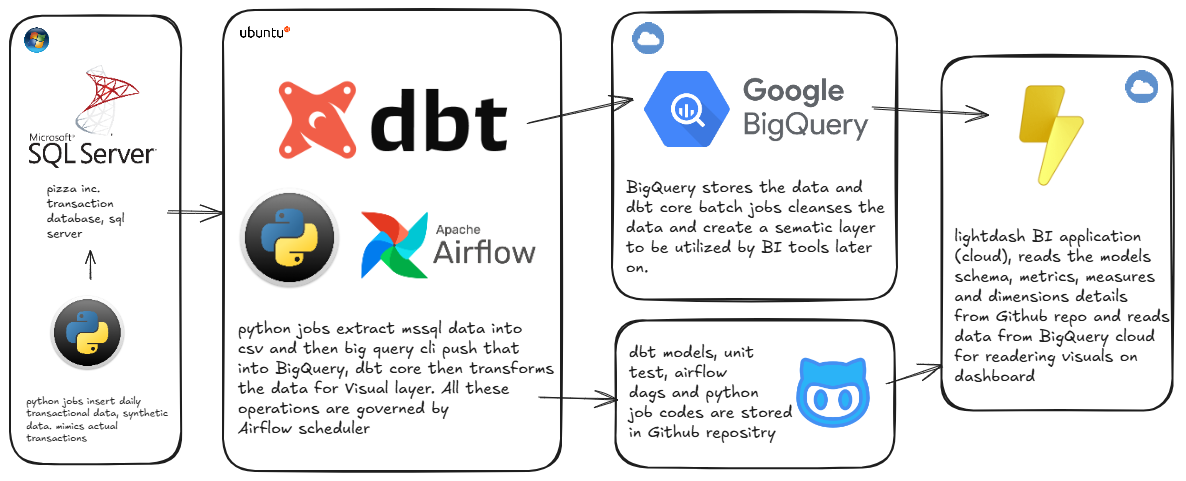 Microsoft®
SQL Server
pizza inc.
transaction
database, sql
server
python jobs insert daily
transactional data, synthetic
data. mimics actual
transactions
ubuntu
dbt
Apache
Airflow
python jobs extract mssql data into
csv and then big query cli push that
into BigQuery, dbt core then transforms
the data for Visual layer. All these
operations are governed by
Airflow scheduler
Google
BigQuery
BigQuery stores the data and
dbt core batch jobs cleanses the
data and create a sematic layer
to be utilized by BI tools later
on.
dbt models, unit
test, airflow
dags and python
job codes are stored
in Github repositry
lightdash BI application
(cloud), reads the models
schema, metrics, measures
and dimensions details
from Github repo and reads
data from BigQuery cloud
for readering visuals on
dashboard